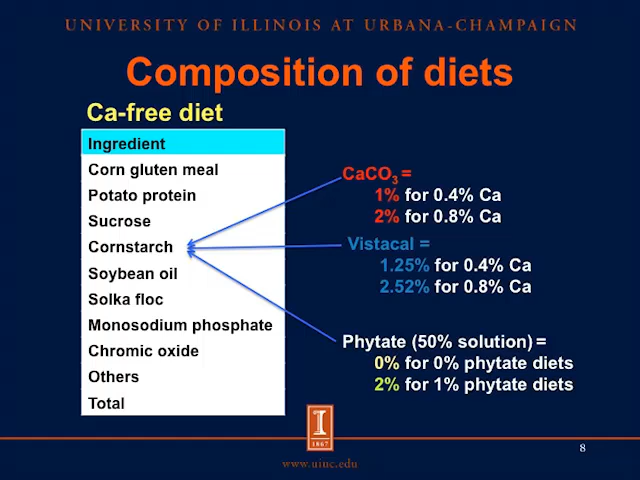 UNIVERSITY OF ILLINOIS AT URBANA-CHAMPAIGN
Composition of diets
Ca-free diet
Ingredient
Corn gluten meal
Potato protein
Sucrose
Cornstarch
Soybean oil
Solka floc
Monosodium phosphate
Chromic oxide
Others
Total
CaCO3 =
1% for 0.4% Ca
2% for 0.8% Ca
Vistacal =
1.25% for 0.4% Ca
2.52% for 0.8% Ca
Phytate (50% solution) =
0% for 0% phytate diets
2% for 1% phytate diets
I
1867
8
www.uiuc.edu